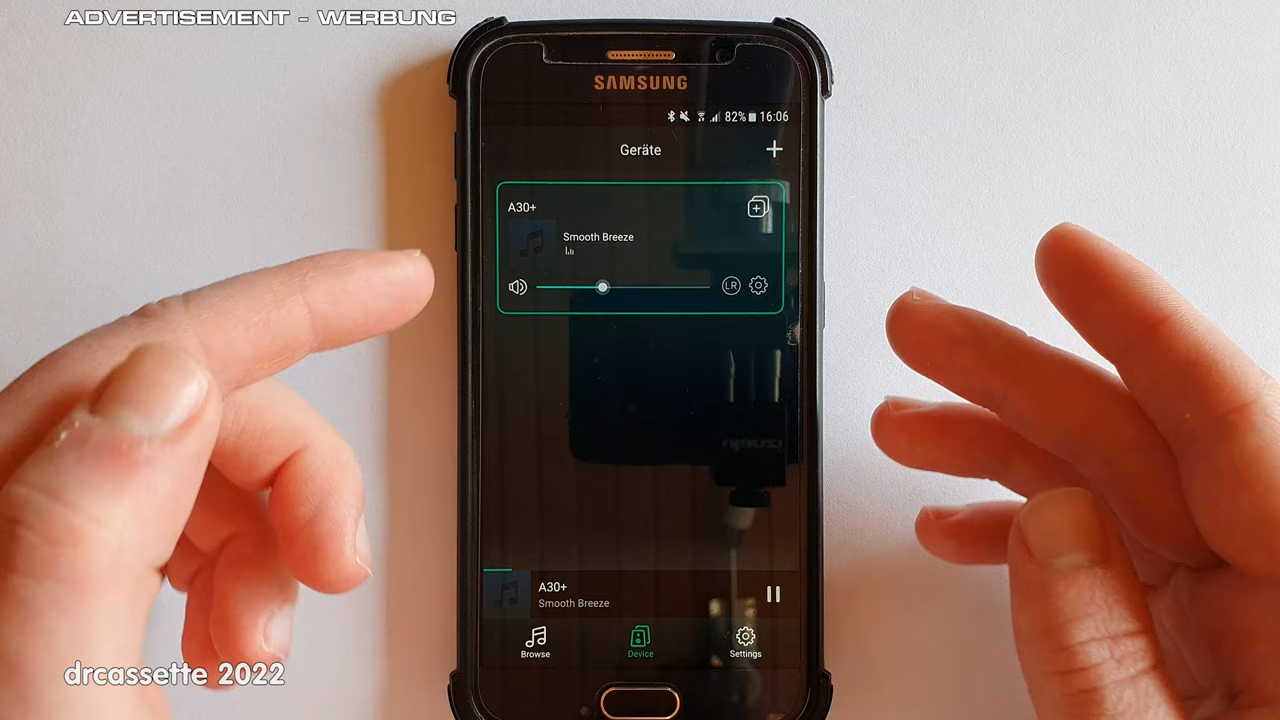 ADVERTISEMENT - WERBUNG
SAMSUNG
82% 16:06
Geräte
A30+
Smooth Breeze
LR
A30+
Smooth Breeze
Browse
Device
Settings
drcassette 2022